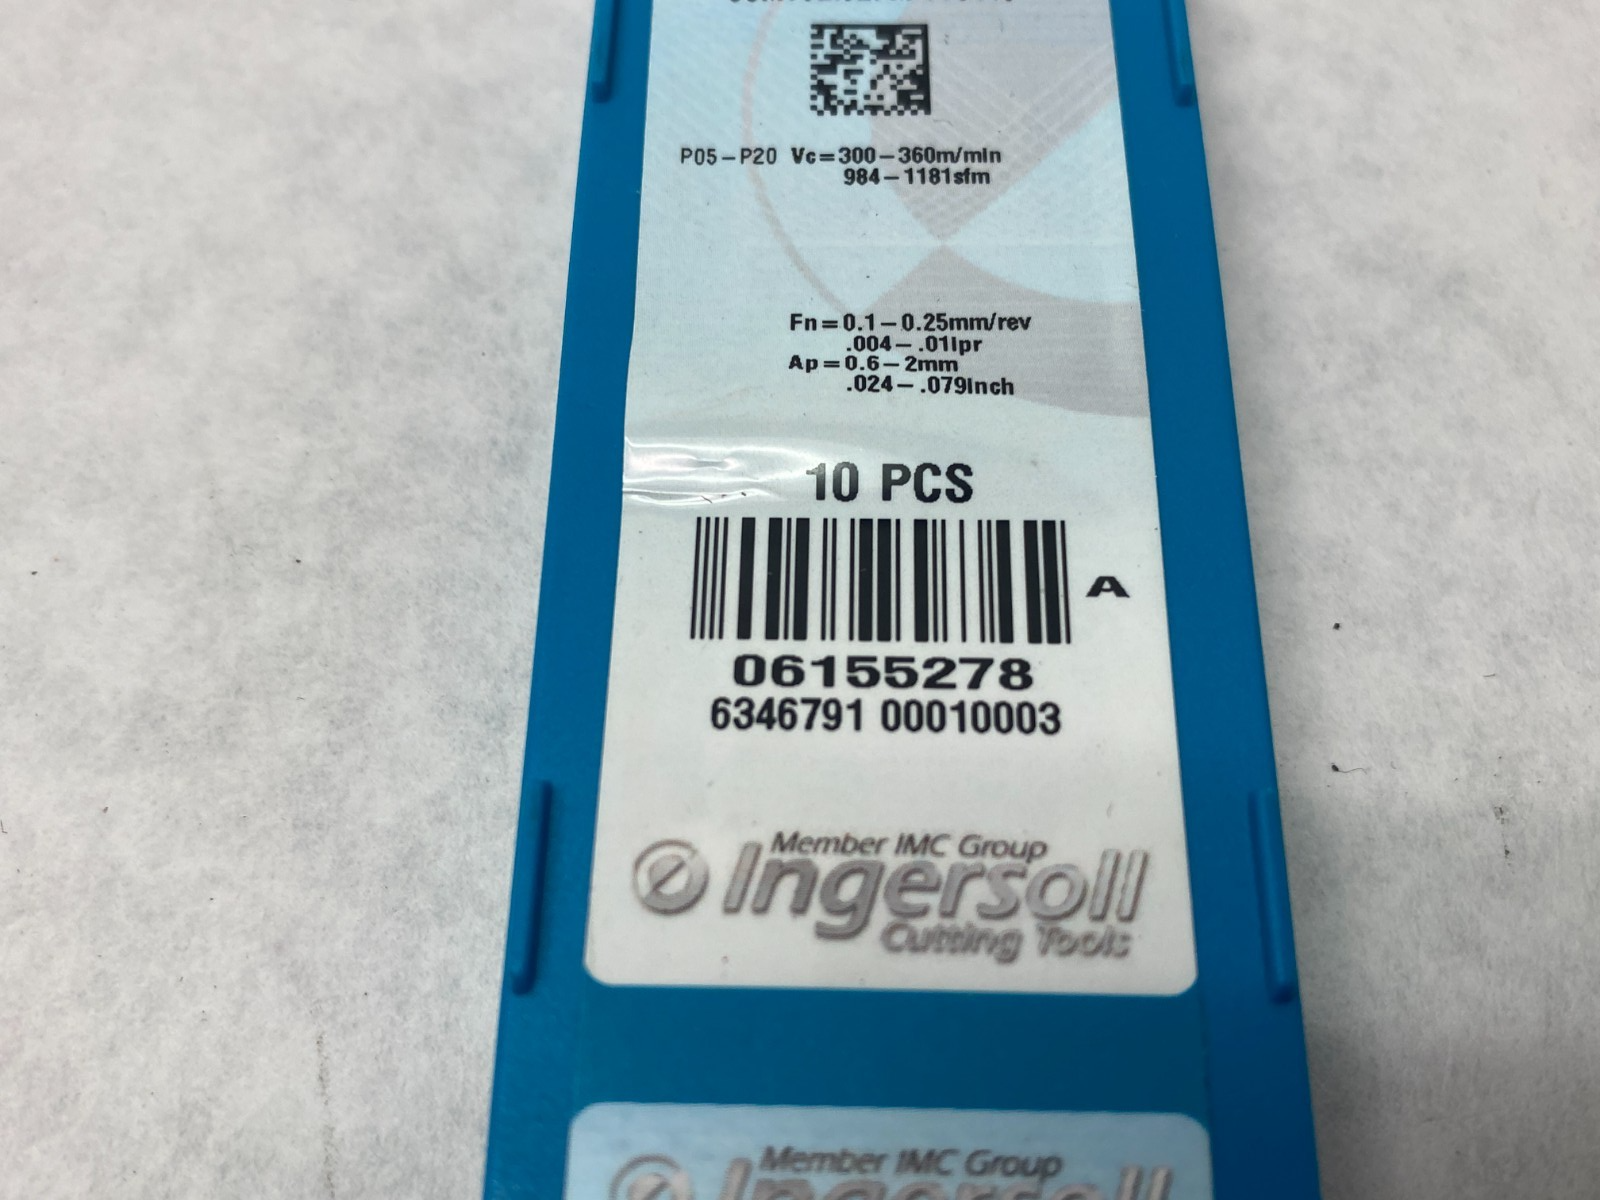 P05-P20 Vc=300-360m/min
984-1181sfm
Fn=0.1-0.25mm/rev
.004-.01ipr
Ap=0.6-2mm
.024-.079inch
10 PCS
A
06155278
6346791 00010003
Member IMC Group
Ingersoll
Cutting Tools
Member IMC Group
Ingersoll